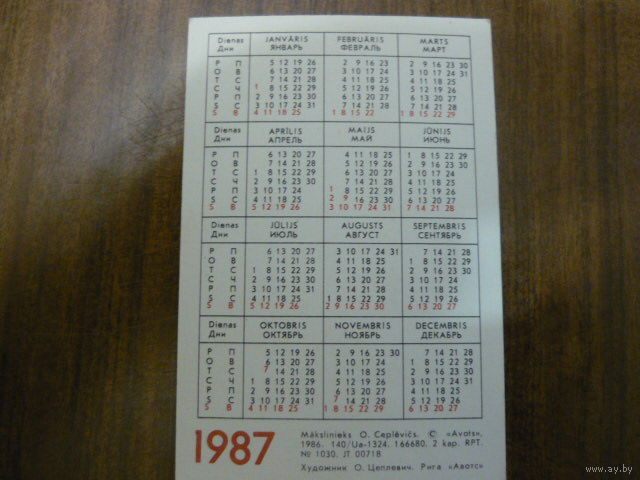 Dienas JANVĀRIS FEBRUĀRIS MARTS
Дни ЯНВАРЬ ФЕВРАЛЬ МАРТ
P П 5 12 19 26 2 9 16 23 2 9 16 23 30
O В 6 13 20 27 3 10 17 24 3 10 17 24 31
T С 7 14 21 28 4 11 18 25 4 11 18 25
C Ч 1 8 15 22 29 5 12 19 26 5 12 19 26
P П 2 9 16 23 30 6 13 20 27 6 13 20 27
S С 3 10 17 24 31 7 14 21 28 7 14 21 28
S В 4 11 18 25 1 8 15 22 1 8 15 22 29
Dienas APRĪLIS MAIJS JŪNIJS
Дни АПРЕЛЬ МАЙ ИЮНЬ
P П 6 13 20 27 4 11 18 25 1 8 15 22 29
O В 7 14 21 28 5 12 19 26 2 9 16 23 30
T С 1 8 15 22 29 6 13 20 27 3 10 17 24
C Ч 2 9 16 23 30 7 14 21 28 4 11 18 25
P П 3 10 17 24 1 8 15 22 29 5 12 19 26
S С 4 11 18 25 2 9 16 23 30 6 13 20 27
S В 5 12 19 26 3 10 17 24 31 7 14 21 28
Dienas JŪLIJS AUGUSTS SEPTEMBRIS
Дни ИЮЛЬ АВГУСТ СЕНТЯБРЬ
P П 6 13 20 27 3 10 17 24 31 7 14 21 28
O В 7 14 21 28 4 11 18 25 1 8 15 22 29
T С 1 8 15 22 29 5 12 19 26 2 9 16 23 30
C Ч 2 9 16 23 30 6 13 20 27 3 10 17 24
P П 3 10 17 24 31 7 14 21 28 4 11 18 25
S С 4 11 18 25 1 8 15 22 29 5 12 19 26
S В 5 12 19 26 2 9 16 23 30 6 13 20 27
Dienas OKTOBRIS NOVEMBRIS DECEMBRIS
Дни ОКТЯБРЬ НОЯБРЬ ДЕКАБРЬ
P П 5 12 19 26 2 9 16 23 30 7 14 21 28
O В 6 13 20 27 3 10 17 24 1 8 15 22 29
T С 7 14 21 28 4 11 18 25 2 9 16 23 30
C Ч 1 8 15 22 29 5 12 19 26 3 10 17 24 31
P П 2 9 16 23 30 6 13 20 27 4 11 18 25
S С 3 10 17 24 31 7 14 21 28 5 12 19 26
S В 4 11 18 25 1 8 15 22 29 6 13 20 27
1987
Mākslinieks O. Ceplēvičs. © «Avots»,
1986. 140/Ua-1324. 166680. 2 kap. RPT.
№ 1030. JT 00718
Художник О. Цеплевич. Рига «Авотс»
www.ay.by